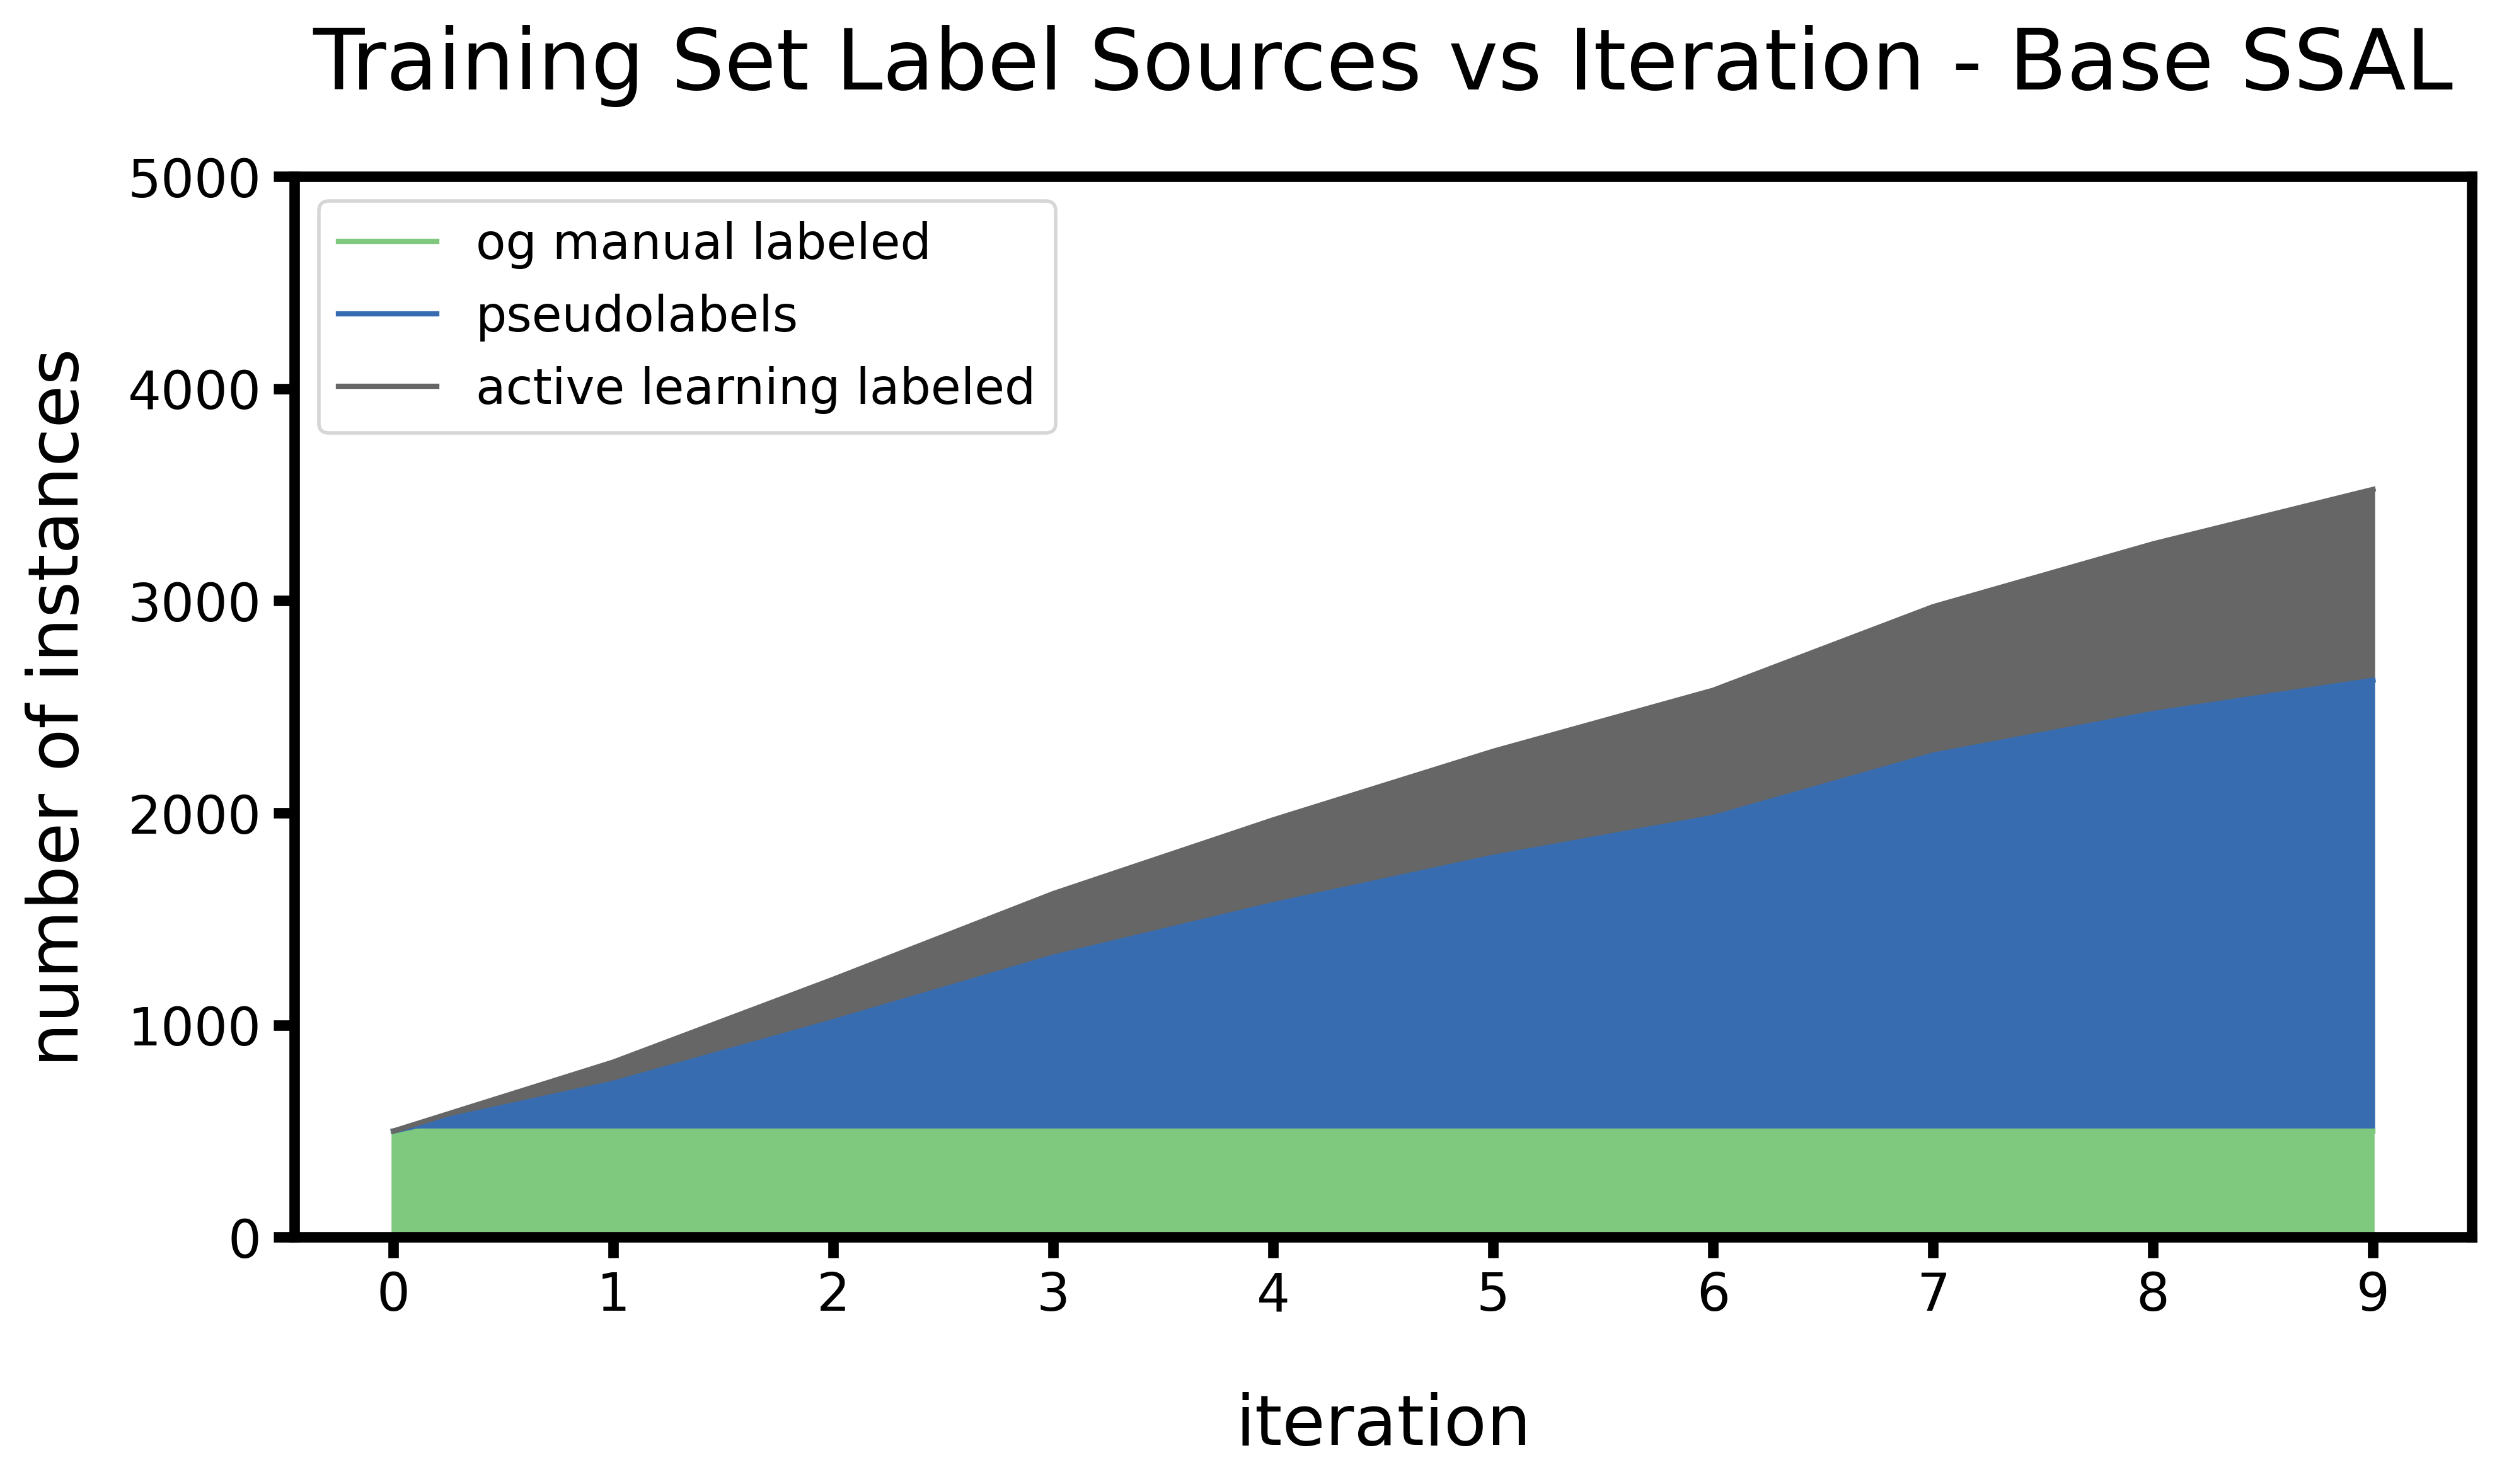 Training Set Label Sources vs Iteration - Base SSAL
number of instances
5000
4000
3000
2000
1000
0
og manual labeled
pseudolabels
active learning labeled
0 1 2 3 4 5 6 7 8 9
iteration